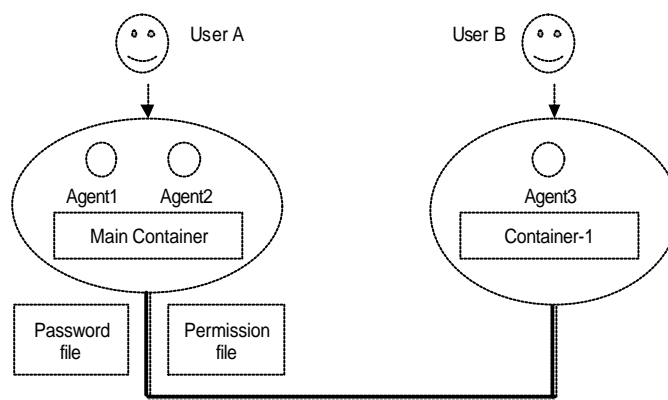 User A
User B
Agent1
Agent2
Agent3
Main Container
Container-1
Password
file
Permission
file